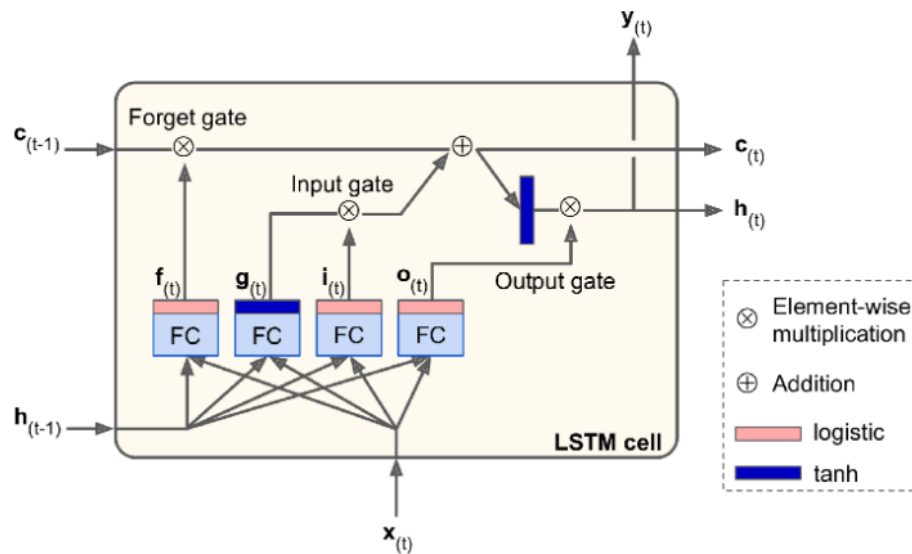 y(t)
Forget gate
c(t-1)
c(t)
Input gate
h(t)
f(t)
g(t)
i(t)
o(t)
Output gate
FC
FC
FC
FC
⊗ Element-wise
multiplication
⊕ Addition
logistic
tanh
h(t-1)
LSTM cell
x(t)